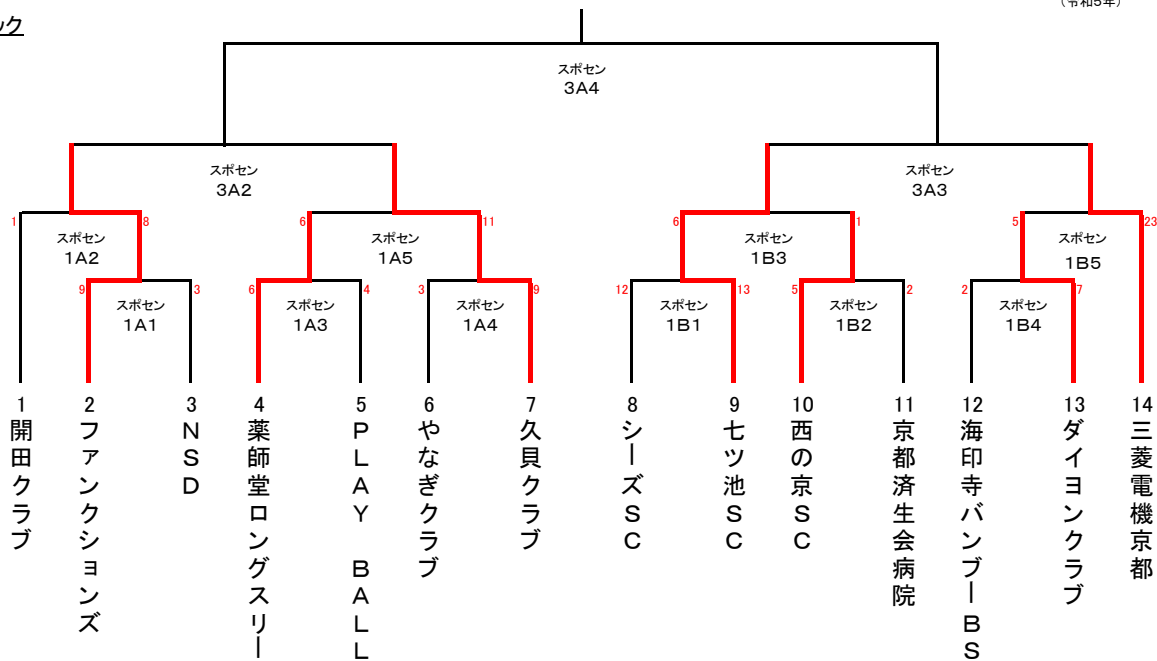 (令和5年)
ック
スポセン
3A4
スポセン
3A2
スポセン
3A3
1
8
6
11
6
1
5
23
スポセン
1A2
スポセン
1A5
スポセン
1B3
スポセン
1B5
9
3
6
4
3
9
12
13
5
2
2
7
スポセン
1A1
スポセン
1A3
スポセン
1A4
スポセン
1B1
スポセン
1B2
スポセン
1B4
1
開田クラブ
2
ファンクションズ
3
NSD
4
薬師堂ロングスリー
5
PLAY BALL
6
やなぎクラブ
7
久貝クラブ
8
シーズSC
9
七ツ池SC
10
西の京SC
11
京都済生会病院
12
海印寺バンブーBS
13
ダイヨンクラブ
14
三菱電機京都